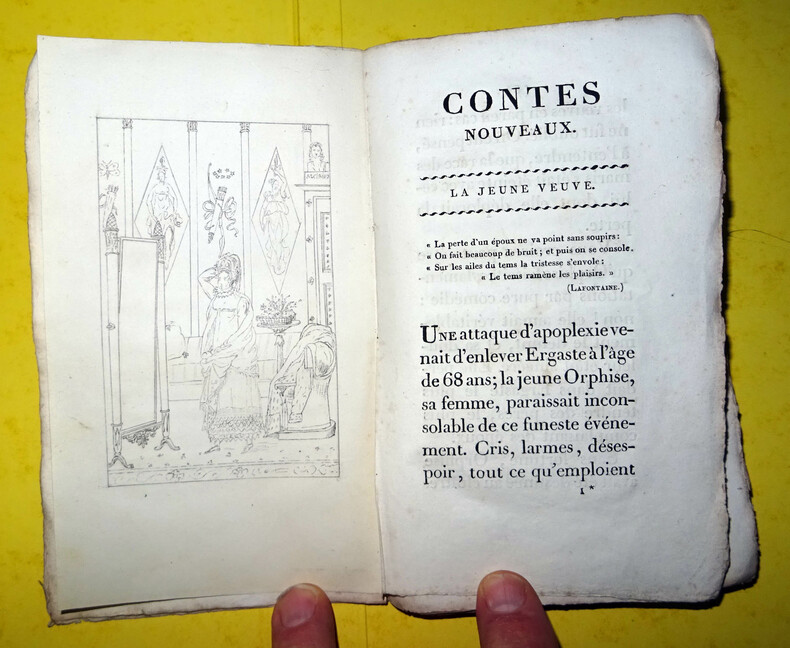 CONTES
NOUVEAUX.
LA JEUNE VEUVE.
« La perte d'un époux ne va point sans soupirs:
« On fait beaucoup de bruit; et puis on se console.
« Sur les ailes du tems la tristesse s'envole:
« Le tems ramène les plaisirs. »
(LAFONTAINE.)
UNE attaque d'apoplexie ve-
nait d'enlever Ergaste à l'âge
de 68 ans; la jeune Orphise,
sa femme, paraissait incon-
solable de ce funeste événe-
ment. Cris, larmes, déses-
poir, tout ce qu'emploient
1*